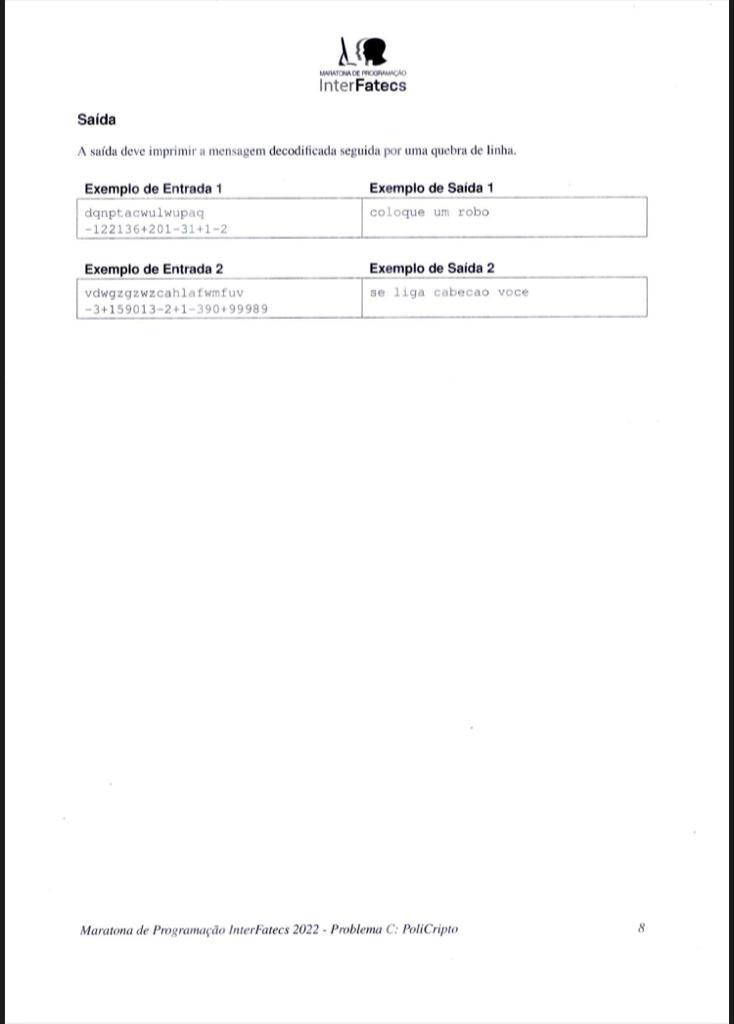 MARATONA DE PROGRAMAÇÃO
InterFatecs
Saída
A saída deve imprimir a mensagem decodificada seguida por uma quebra de linha.
Exemplo de Entrada 1 Exemplo de Saída 1
dqnptacwulwupaq coloque um robo
-122136+201-31+1-2
Exemplo de Entrada 2 Exemplo de Saída 2
vdwgzgzwzcahlafwmfuv se liga cabecao voce
-3+159013-2+1-390+99989
Maratona de Programação InterFatecs 2022 - Problema C: PoliCripto 8